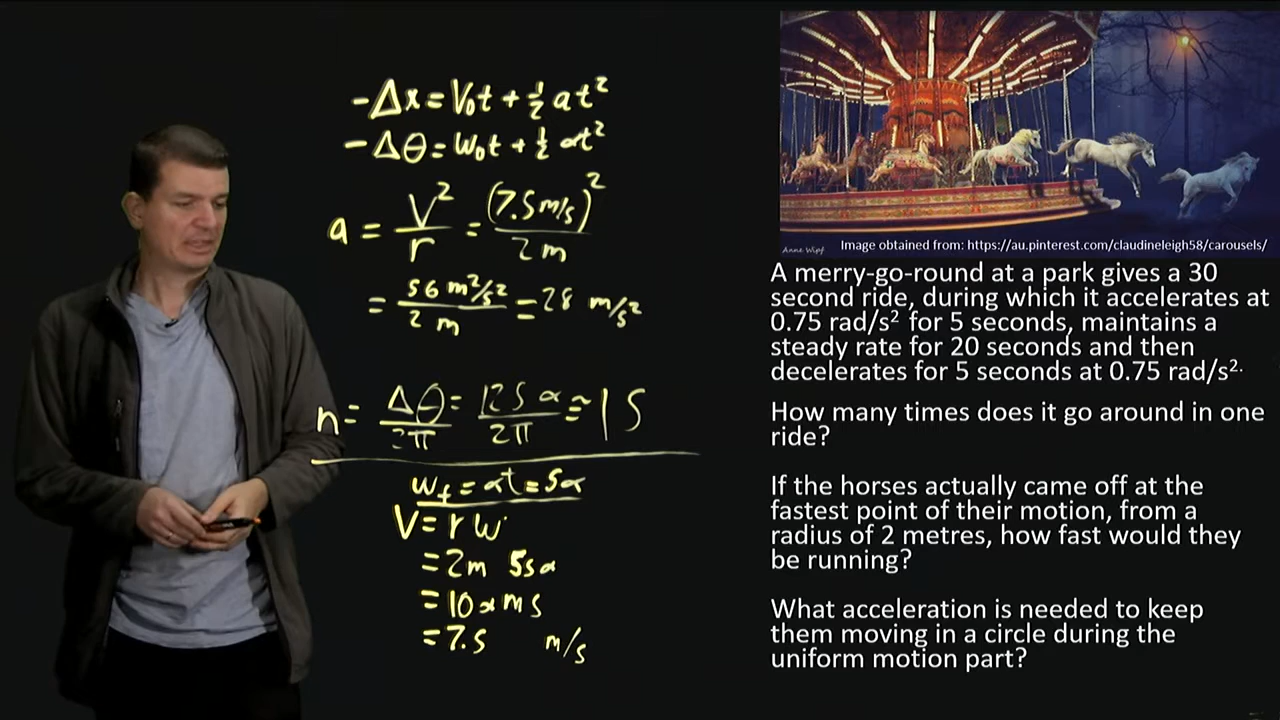 -Δx = V₀t + ½ at²
-Δθ = ω₀t + ½ αt²
a = V²/r = (7.5 m/s)²/2 m
= 56 m²/s²/2 m = 28 m/s²
n = Δθ/2π = 125 α/2π ≅ 15
ω_f = αt = 5α
V = r ω
= 2m 5sα
= 10 α m s
= 7.5 m/s
Anne Wipf
Image obtained from: https://au.pinterest.com/claudineleigh58/carousels/
A merry-go-round at a park gives a 30
second ride, during which it accelerates at
0.75 rad/s² for 5 seconds, maintains a
steady rate for 20 seconds and then
decelerates for 5 seconds at 0.75 rad/s²·
How many times does it go around in one
ride?
If the horses actually came off at the
fastest point of their motion, from a
radius of 2 metres, how fast would they
be running?
What acceleration is needed to keep
them moving in a circle during the
uniform motion part?